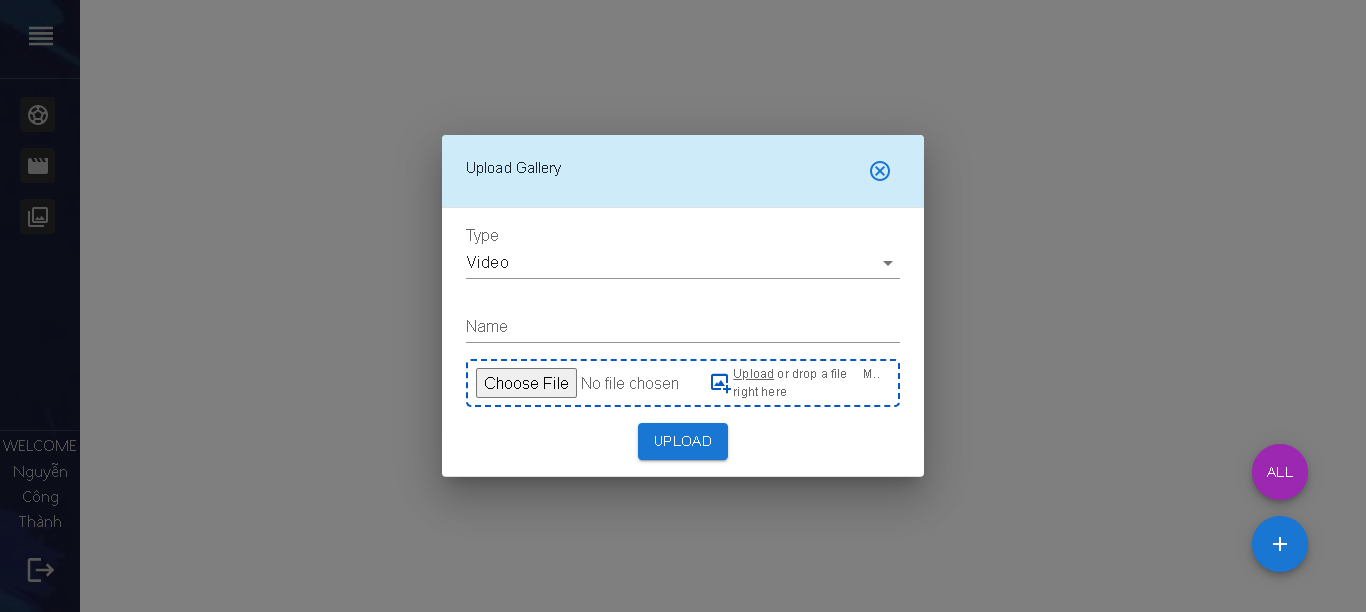 Upload Gallery
Type
Video
Name
Choose File No file chosen
Upload or drop a file M..
right here
UPLOAD
WELCOME
Nguyễn
Công
Thành
ALL